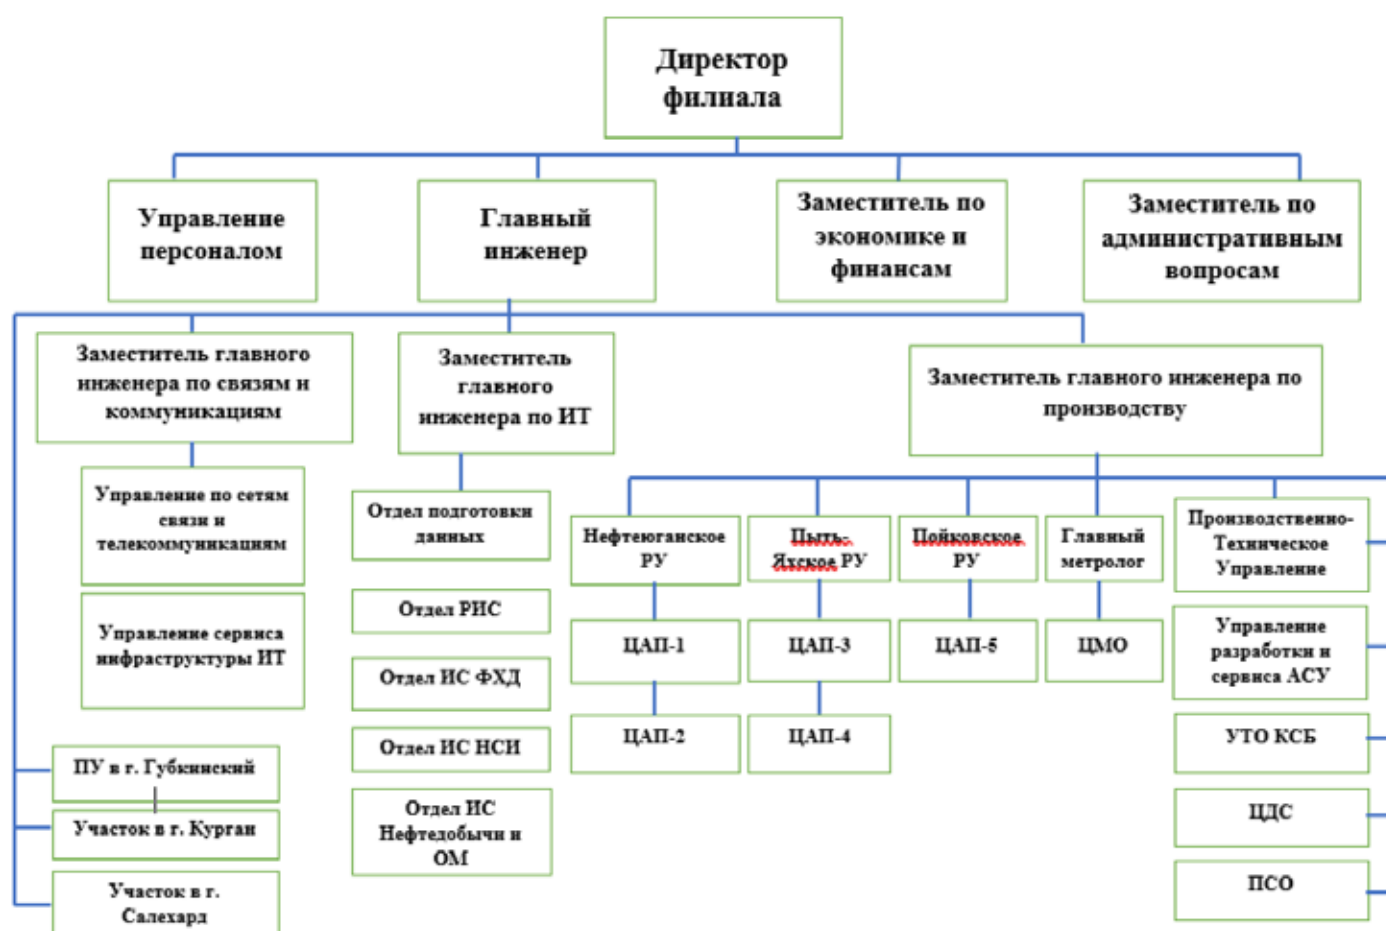 Директор
филиала
Управление
персоналом
Главный
инженер
Заместитель по
экономике и
финансам
Заместитель по
административным
вопросам
Заместитель главного
инженера по связям и
коммуникациям
Заместитель
главного
инженера по ИТ
Заместитель главного инженера по
производству
Управление по сетям
связи и
телекоммуникациям
Управление сервиса
инфраструктуры ИТ
ПУ в г. Губкинский
Участок в г. Курган
Участок в г.
Салехард
Отдел подготовки
данных
Отдел РИС
Отдел ИС ФХД
Отдел ИС НСИ
Отдел ИС
Нефтедобычи и
ОМ
Нефтеюганское
РУ
ЦАП-1
ЦАП-2
Пыть-
Яхское РУ
ЦАП-3
ЦАП-4
Пойковское
РУ
ЦАП-5
Главный
метролог
ЦМО
Производственно-
Техническое
Управление
Управление
разработки и
сервиса АСУ
УТО КСБ
ЦДС
ПСО